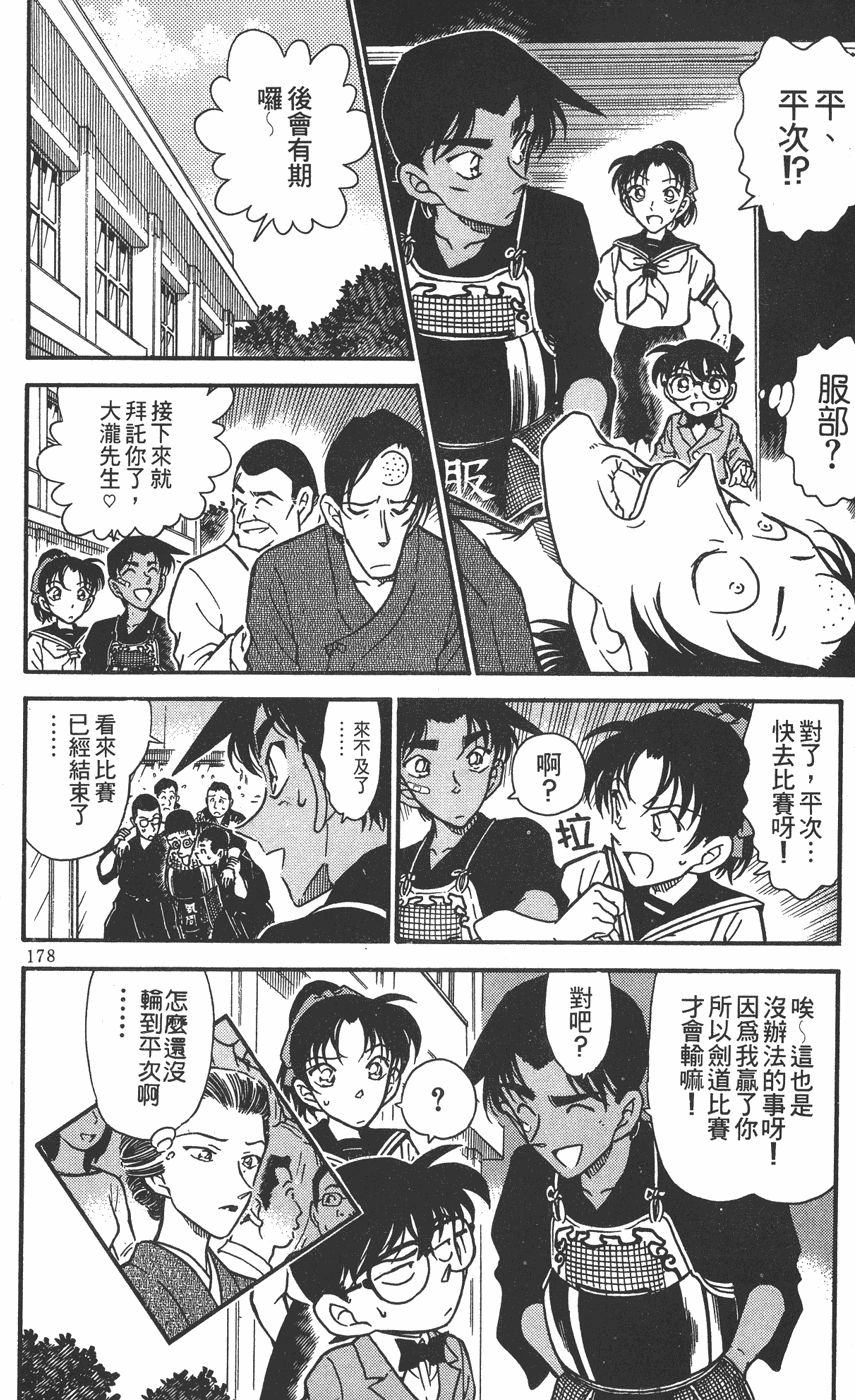 平、
平次!?
服部?
服
後會有期
囉~
接下來就
拜託你了,
大瀧先生♡
對了,平次…
快去比賽呀!
啊?
拉
來不及了
……
看來比賽
已經結束了
……
178
唉~這也是
沒辦法的事呀!
因為我贏了你
所以劍道比賽
才會輸嘛!
對吧?
?
怎麼還沒
輪到平次啊
……